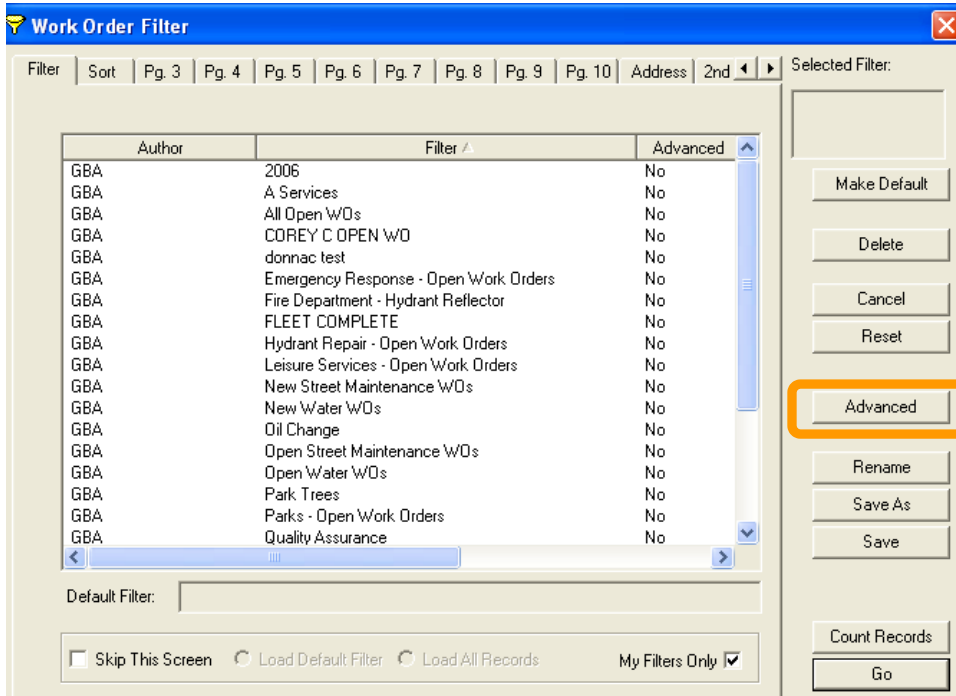 Work Order Filter
Filter Sort Pg. 3 Pg. 4 Pg. 5 Pg. 6 Pg. 7 Pg. 8 Pg. 9 Pg. 10 Address 2nd
Selected Filter:
Author Filter Advanced
GBA 2006 No
GBA A Services No
GBA All Open WOs No
GBA COREY C OPEN WO No
GBA donnac test No
GBA Emergency Response - Open Work Orders No
GBA Fire Department - Hydrant Reflector No
GBA FLEET COMPLETE No
GBA Hydrant Repair - Open Work Orders No
GBA Leisure Services - Open Work Orders No
GBA New Street Maintenance WOs No
GBA New Water WOs No
GBA Oil Change No
GBA Open Street Maintenance WOs No
GBA Open Water WOs No
GBA Park Trees No
GBA Parks - Open Work Orders No
GBA Quality Assurance No
Default Filter:
Skip This Screen Load Default Filter Load All Records My Filters Only
Make Default
Delete
Cancel
Reset
Advanced
Rename
Save As
Save
Count Records
Go